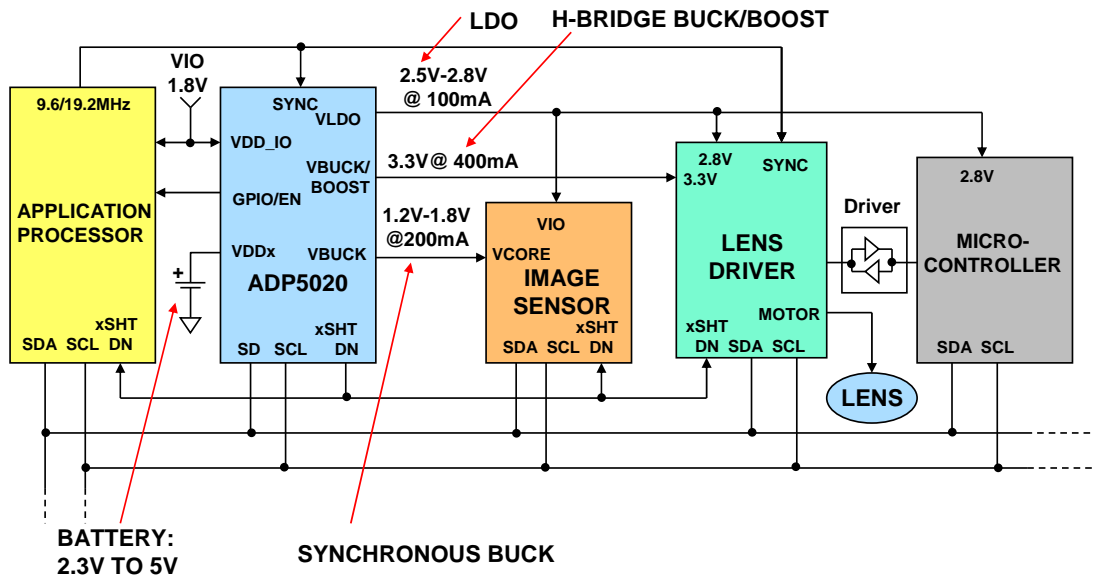 LDO
H-BRIDGE BUCK/BOOST
VIO
1.8V
2.5V-2.8V
@ 100mA
9.6/19.2MHz
APPLICATION
PROCESSOR
xSHT
SDA SCL DN
SYNC
VLDO
VDD_IO
VBUCK/
BOOST
GPIO/EN
VDDx
VBUCK
ADP5020
xSHT
SD SCL DN
+
3.3V@ 400mA
1.2V-1.8V
@200mA
VIO
VCORE
IMAGE
SENSOR
xSHT
SDA SCL DN
2.8V
3.3V
SYNC
LENS
DRIVER
MOTOR
xSHT
DN SDA SCL
Driver
LENS
2.8V
MICRO-
CONTROLLER
SDA SCL
BATTERY:
2.3V TO 5V
SYNCHRONOUS BUCK